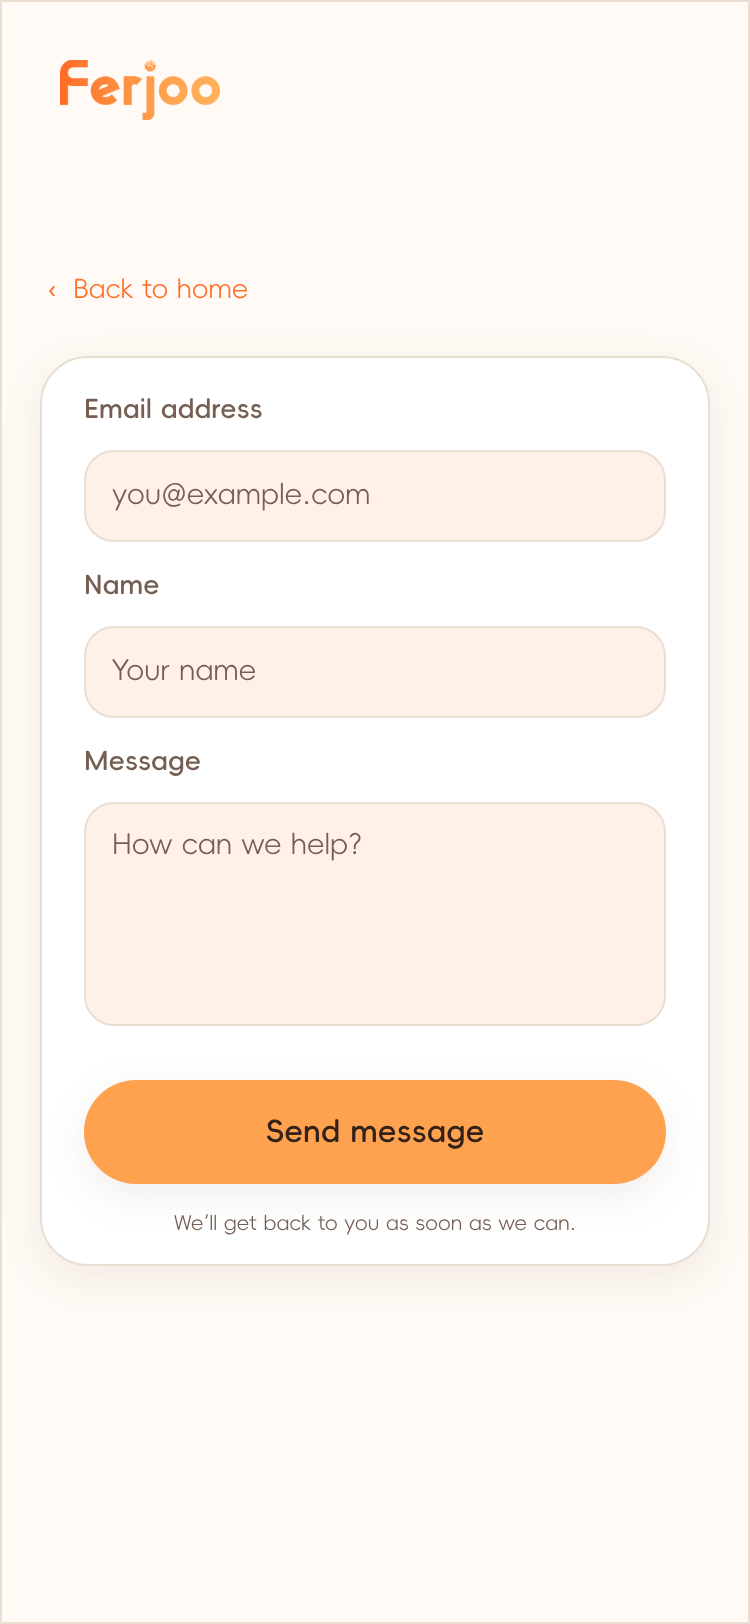 Ferjoo
‹ Back to home
Email address
you@example.com
Name
Your name
Message
How can we help?
Send message
We’ll get back to you as soon as we can.